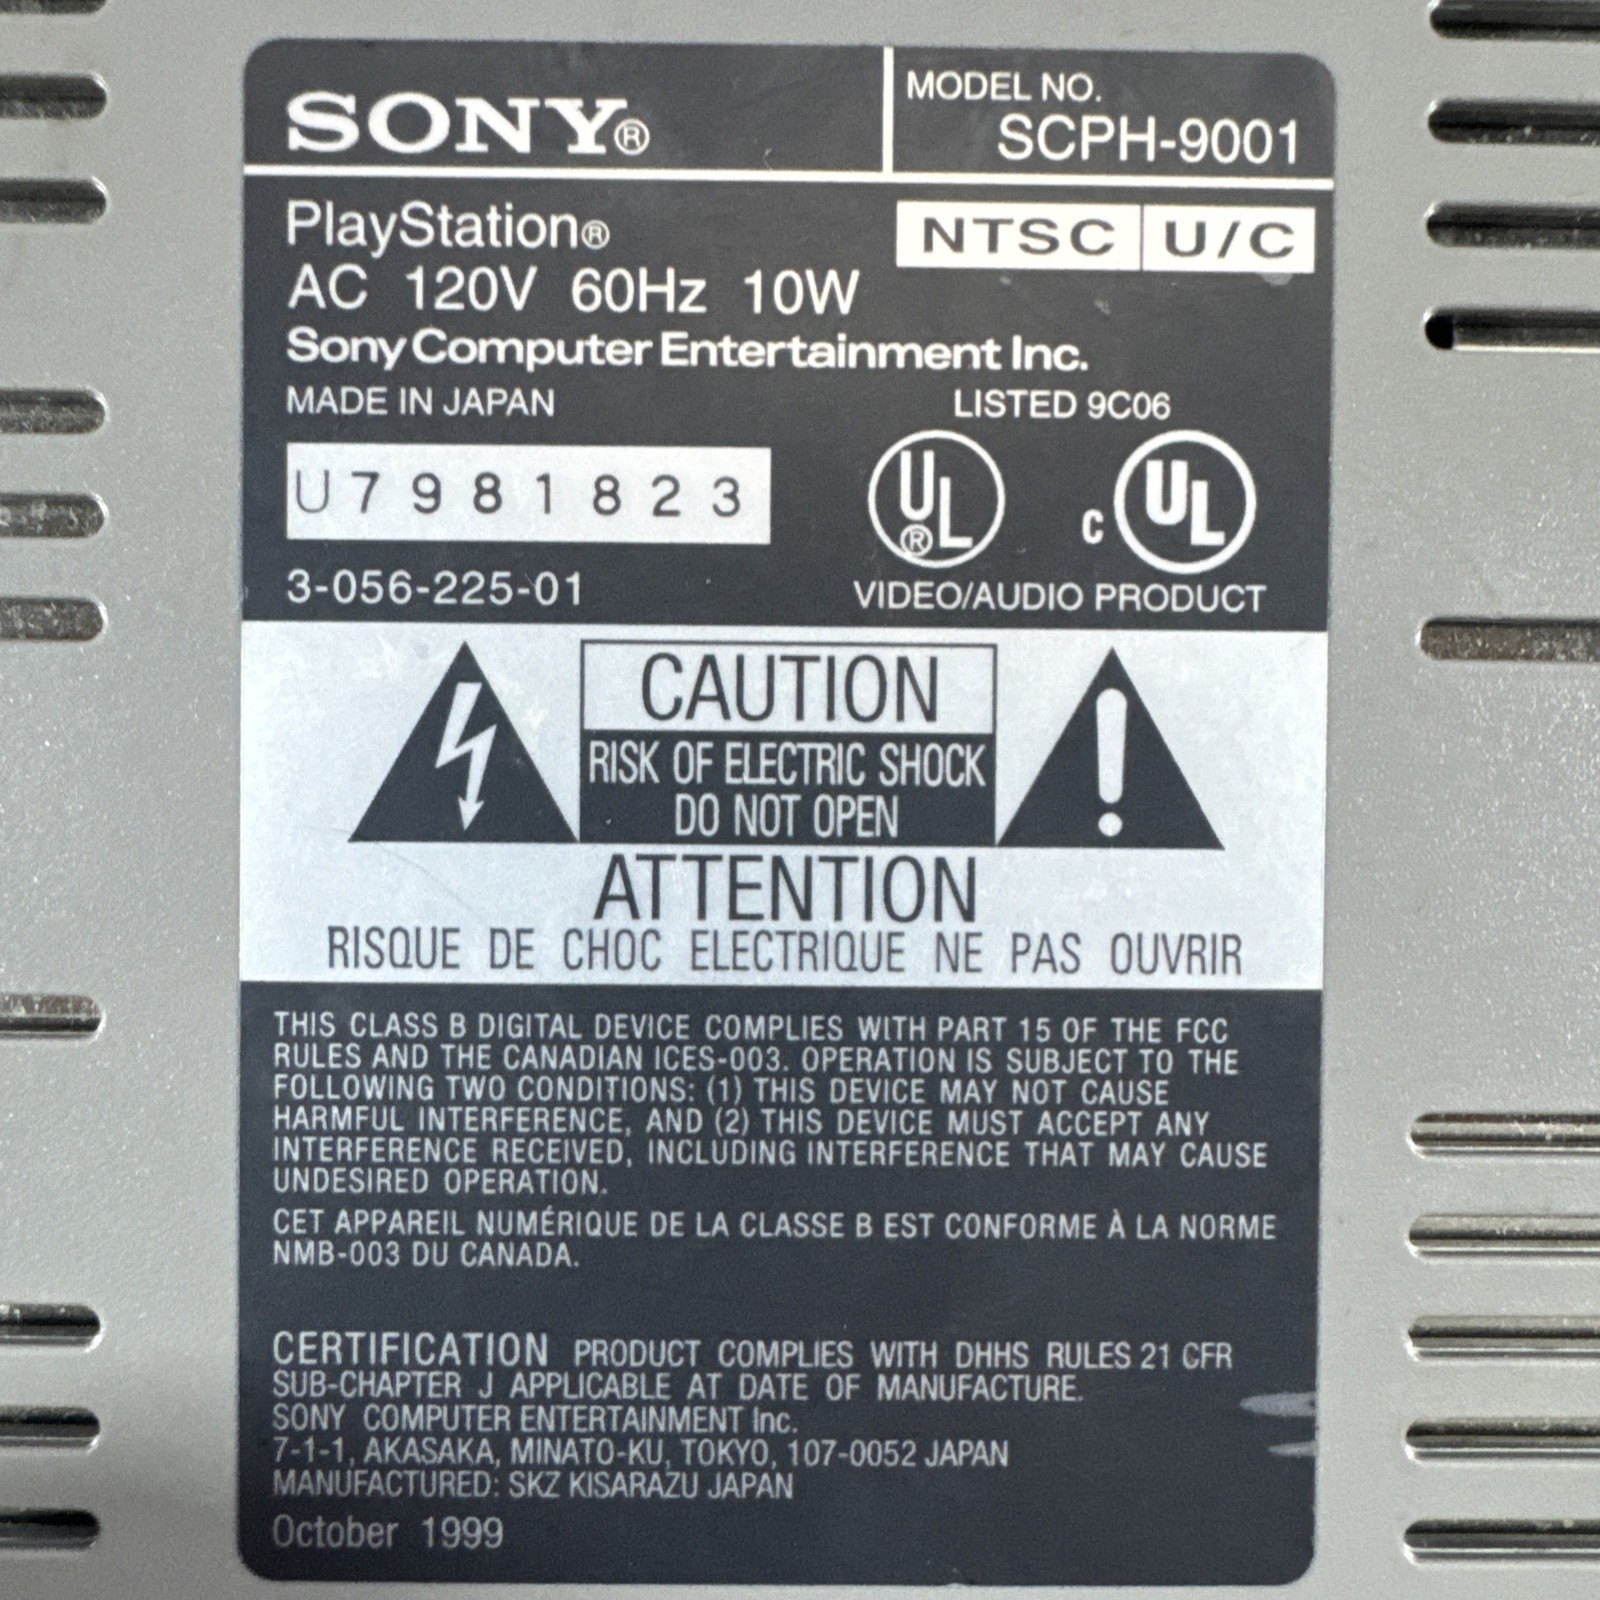 SONY®
MODEL NO.
SCPH-9001
PlayStation®
NTSC U/C
AC 120V 60Hz 10W
Sony Computer Entertainment Inc.
MADE IN JAPAN
LISTED 9C06
U7981823
UL®
c UL
3-056-225-01
VIDEO/AUDIO PRODUCT
CAUTION
RISK OF ELECTRIC SHOCK
DO NOT OPEN
ATTENTION
RISQUE DE CHOC ELECTRIQUE NE PAS OUVRIR
THIS CLASS B DIGITAL DEVICE COMPLIES WITH PART 15 OF THE FCC
RULES AND THE CANADIAN ICES-003. OPERATION IS SUBJECT TO THE
FOLLOWING TWO CONDITIONS: (1) THIS DEVICE MAY NOT CAUSE
HARMFUL INTERFERENCE, AND (2) THIS DEVICE MUST ACCEPT ANY
INTERFERENCE RECEIVED, INCLUDING INTERFERENCE THAT MAY CAUSE
UNDESIRED OPERATION.
CET APPAREIL NUMÉRIQUE DE LA CLASSE B EST CONFORME À LA NORME
NMB-003 DU CANADA.
CERTIFICATION PRODUCT COMPLIES WITH DHHS RULES 21 CFR
SUB-CHAPTER J APPLICABLE AT DATE OF MANUFACTURE.
SONY COMPUTER ENTERTAINMENT Inc.
7-1-1, AKASAKA, MINATO-KU, TOKYO, 107-0052 JAPAN
MANUFACTURED: SKZ KISARAZU JAPAN
October 1999